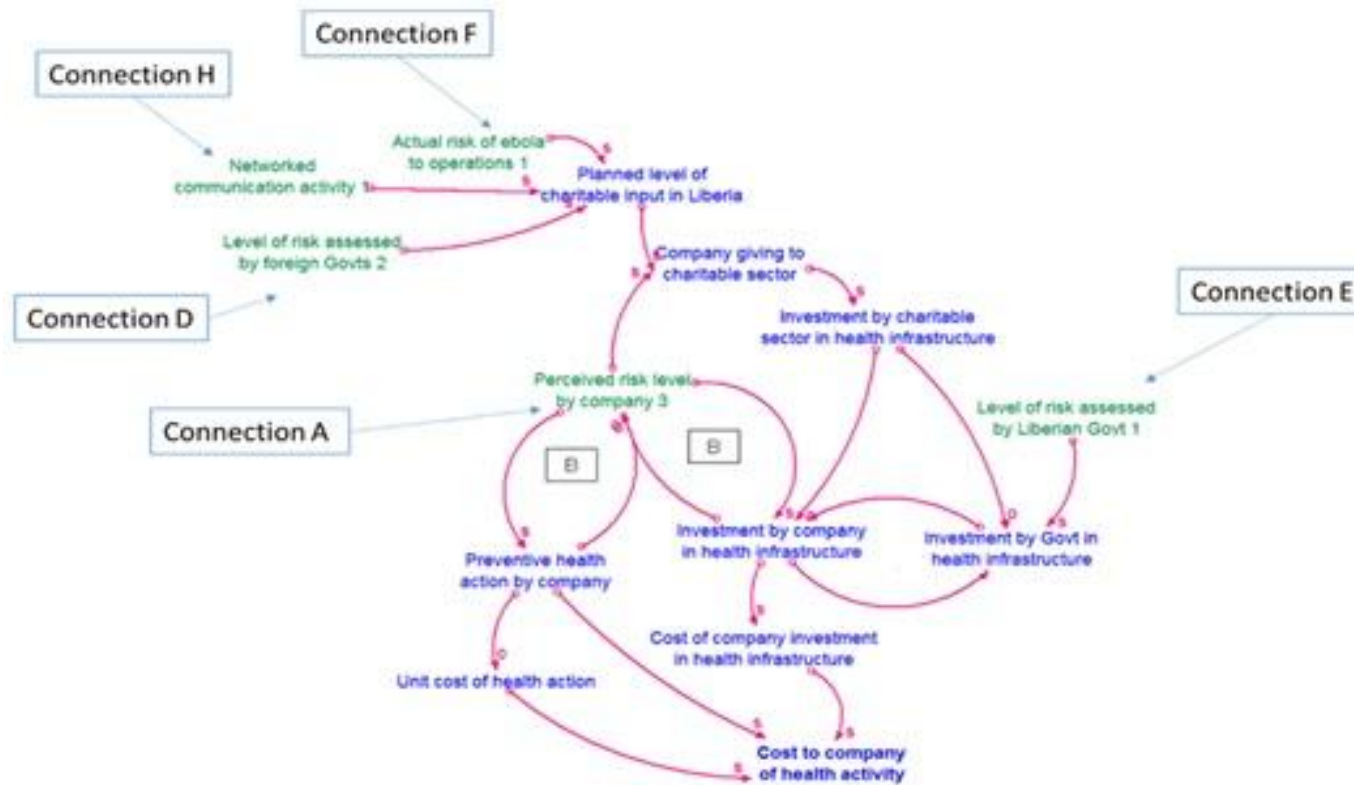 Connection F
Connection H
Actual risk of ebola
to operations 1
S
Networked
communication activity 1
S
Planned level of
charitable input in Liberia
Level of risk assessed
by foreign Govts 2
S
Company giving to
charitable sector
S
S
Connection E
Connection D
Investment by charitable
sector in health infrastructure
Perceived risk level
by company 3
Level of risk assessed
by Liberian Govt 1
Connection A
B
B
S
O
S
Investment by company
in health infrastructure
Investment by Govt in
health infrastructure
S
Preventive health
action by company
S
Cost of company investment
in health infrastructure
O
Unit cost of health action
S
S
Cost to company
of health activity
S